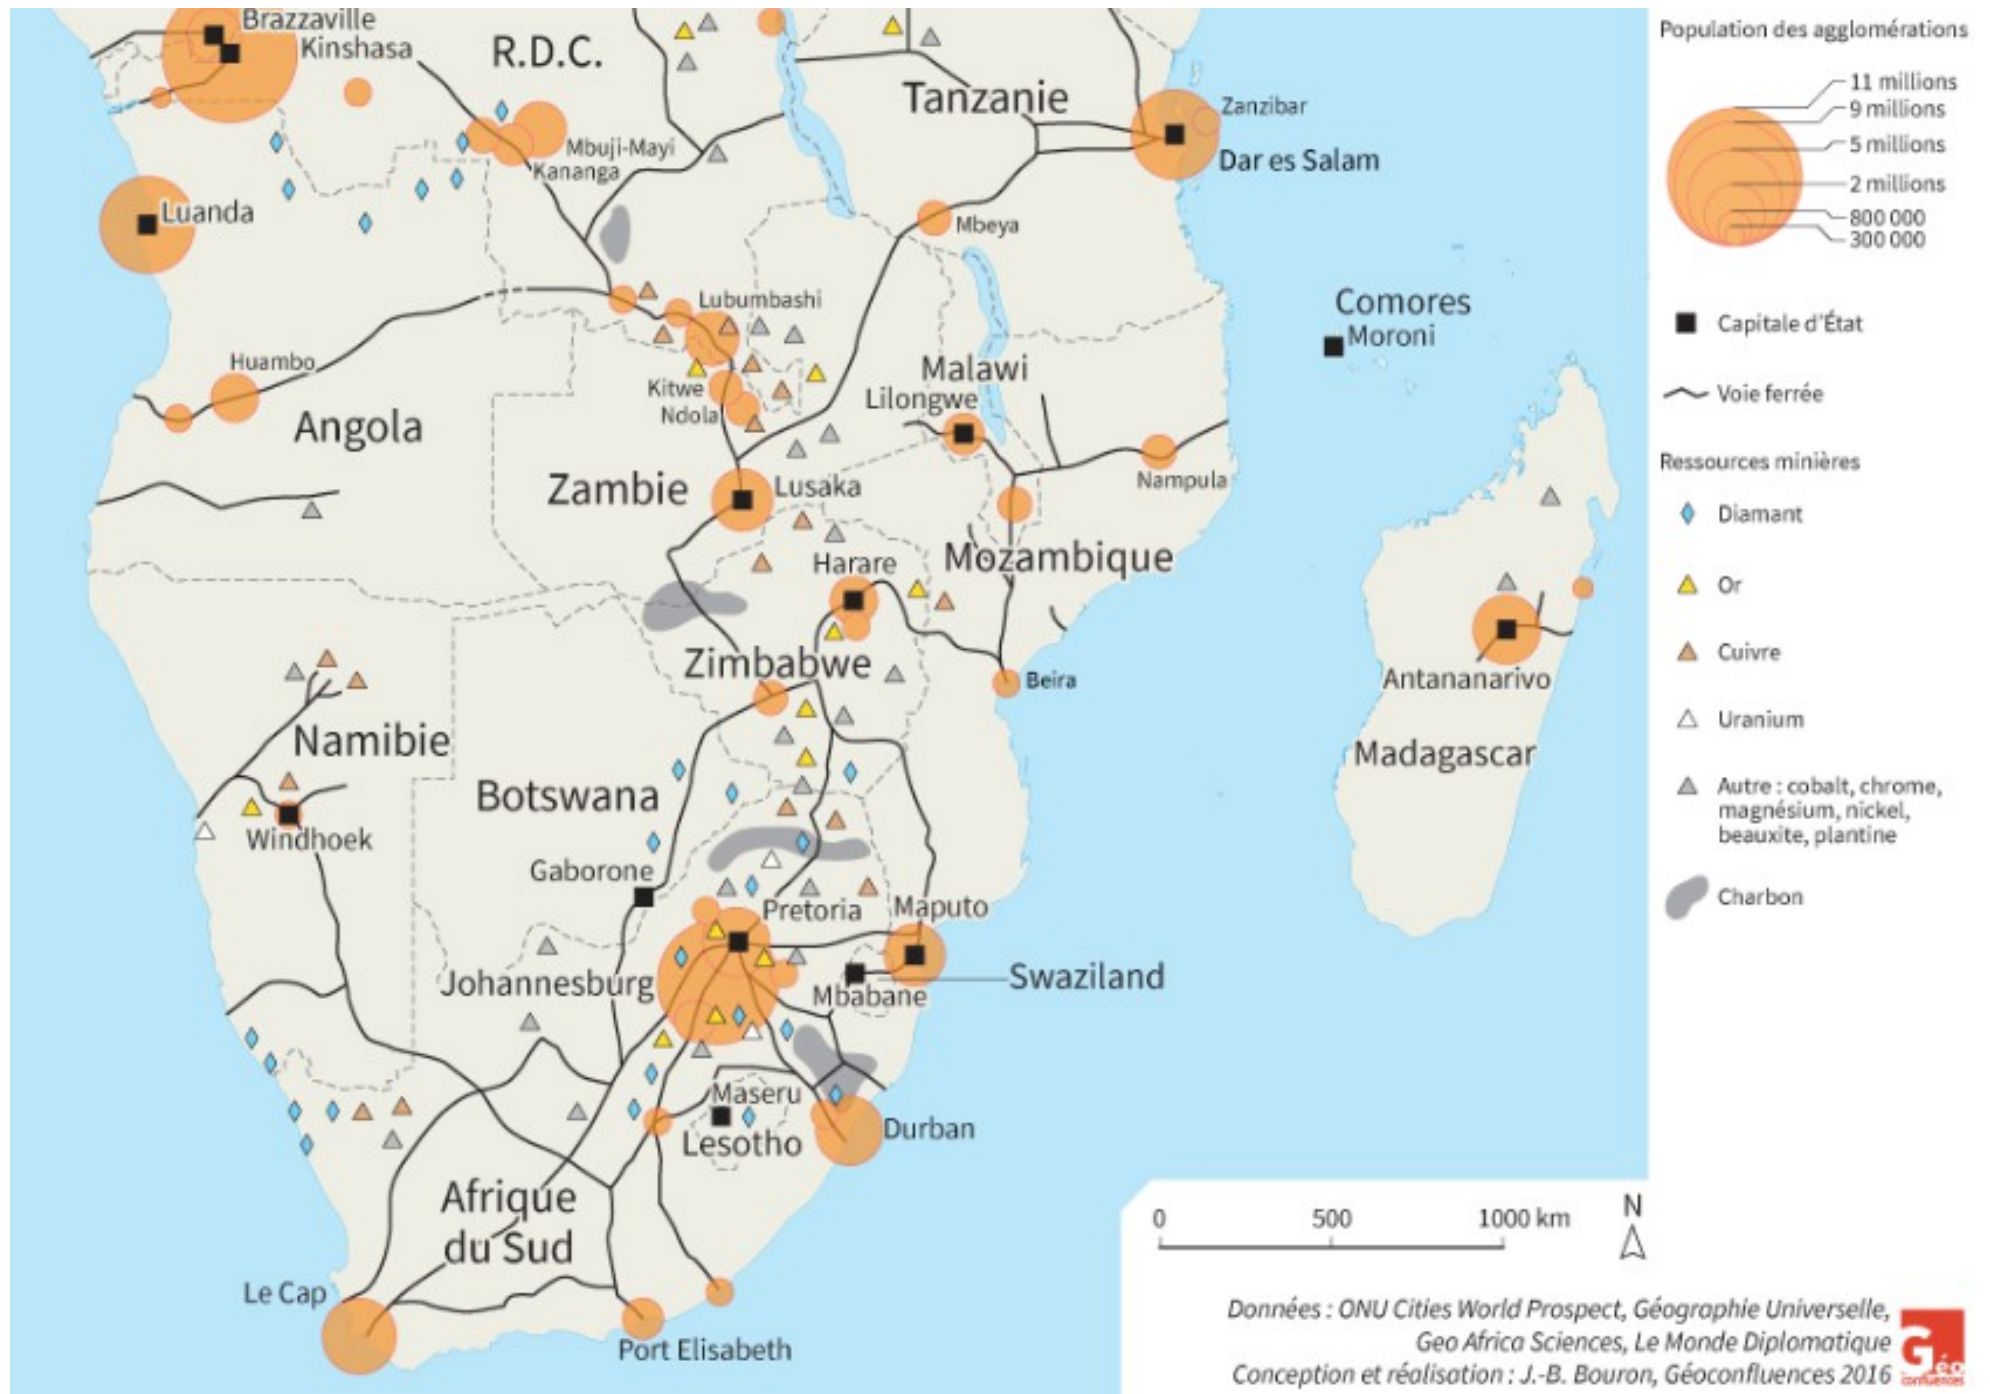 Brazzaville
Kinshasa
R.D.C.
Tanzanie
Zanzibar
Dar es Salam
Mbuji-Mayi
Kananga
Luanda
Mbeya
Lubumbashi
Comores
Moroni
Huambo
Angola
Kitwe
Ndola
Malawi
Lilongwe
Zambie
Lusaka
Nampula
Harare
Mozambique
Zimbabwe
Beira
Antananarivo
Madagascar
Namibie
Windhoek
Botswana
Gaborone
Pretoria
Maputo
Johannesburg
Mbabane
Swaziland
Maseru
Lesotho
Durban
Afrique
du Sud
Le Cap
Port Elisabeth
Population des agglomérations
11 millions
9 millions
5 millions
2 millions
800 000
300 000
Capitale d'État
Voie ferrée
Ressources minières
Diamant
Or
Cuivre
Uranium
Autre : cobalt, chrome,
magnésium, nickel,
beauxite, plantine
Charbon
0 500 1000 km
N
Données : ONU Cities World Prospect, Géographie Universelle,
Geo Africa Sciences, Le Monde Diplomatique
Conception et réalisation : J.-B. Bouron, Géoconfluences 2016
Géo
confluences